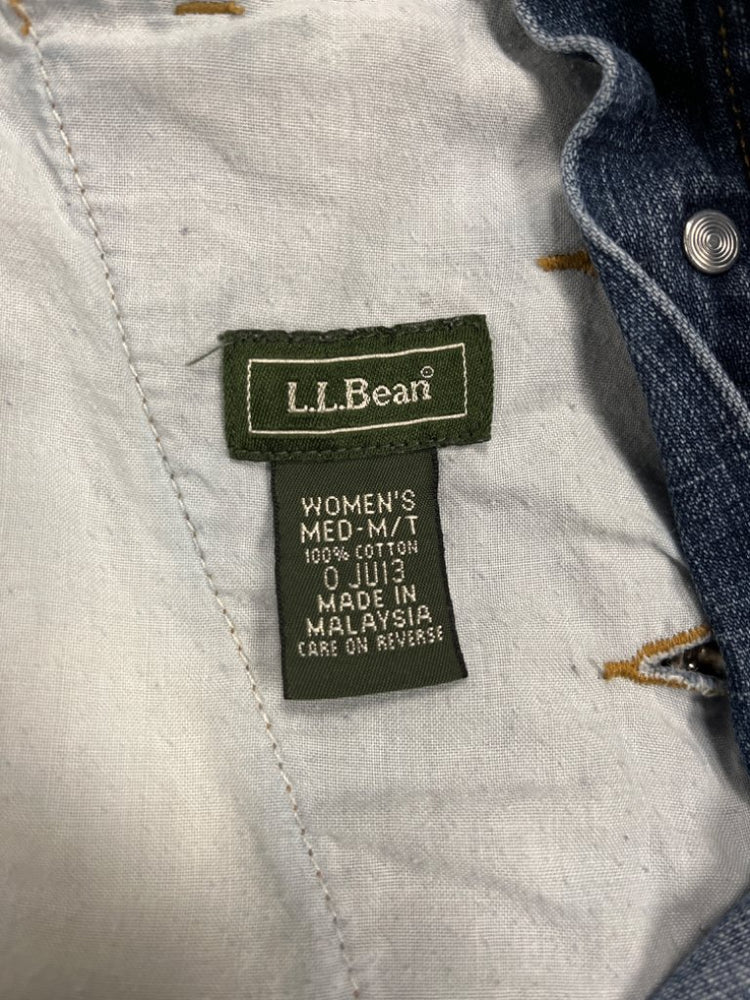 L.L.Bean®
WOMEN'S
MED-M/T
100% COTTON
0 JU13
MADE IN
MALAYSIA
CARE ON REVERSE